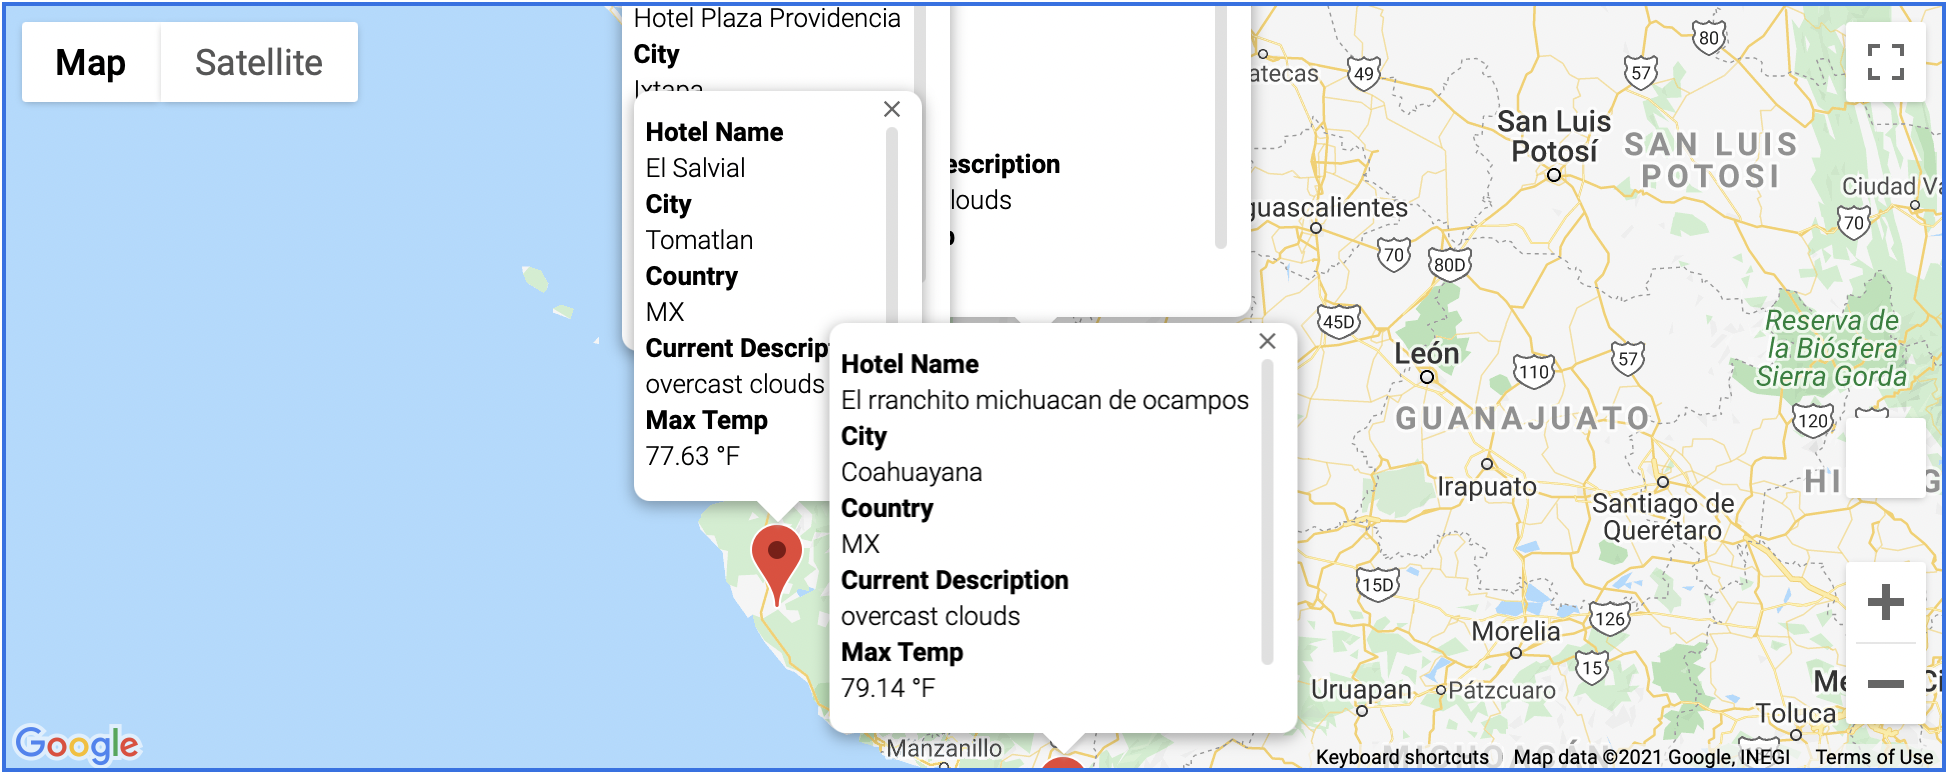 Map
Satellite
Hotel Plaza Providencia
City
Ixtapa
Hotel Name
El Salvial
City
Tomatlan
Country
MX
overcast clouds
Max Temp
77.63 °F
Hotel Name
El rranchito michuacan de ocampos
City
Coahuayana
Country
MX
Current Description
overcast clouds
Max Temp
79.14 °F
Current Descrip
escription
louds
atecas
49
80
57
San Luis
Potosí
SAN LUIS
POTOSI
Ciudad Va
70
guascalientes
70
80D
45D
León
110
57
Reserva de
la Biósfera
Sierra Gorda
GUANAJUATO
120
Irapuato
Santiago de
Querétaro
HI
G
15D
126
Morelia
15
Uruapan
Pátzcuaro
Me
Ci
Toluca
Manzanillo
Google
Keyboard shortcuts
Map data ©2021 Google, INEGI
Terms of Use